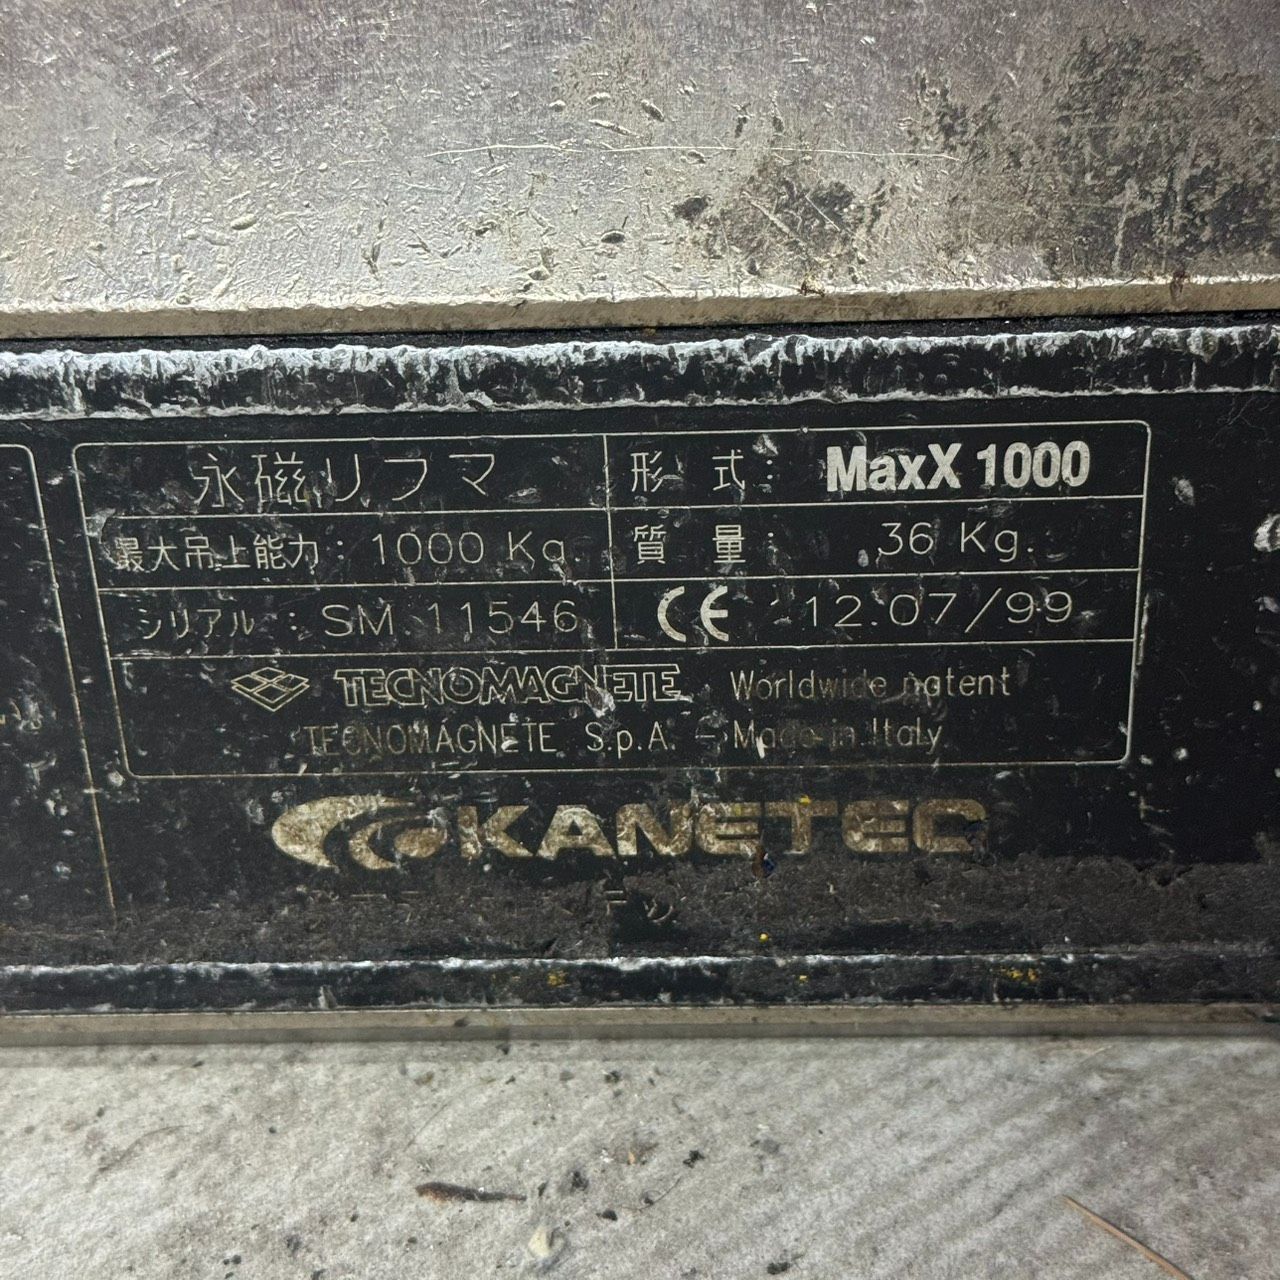 永磁リフマ
形 式: MaxX 1000
最大吊上能力: 1000 Kg.
質 量: 36 Kg.
シリアル: SM 11546
CE 12.07/99
TECNOMAGNETE Worldwide patent
TECNOMAGNETE S.p.A. - Made in Italy
KANETEC